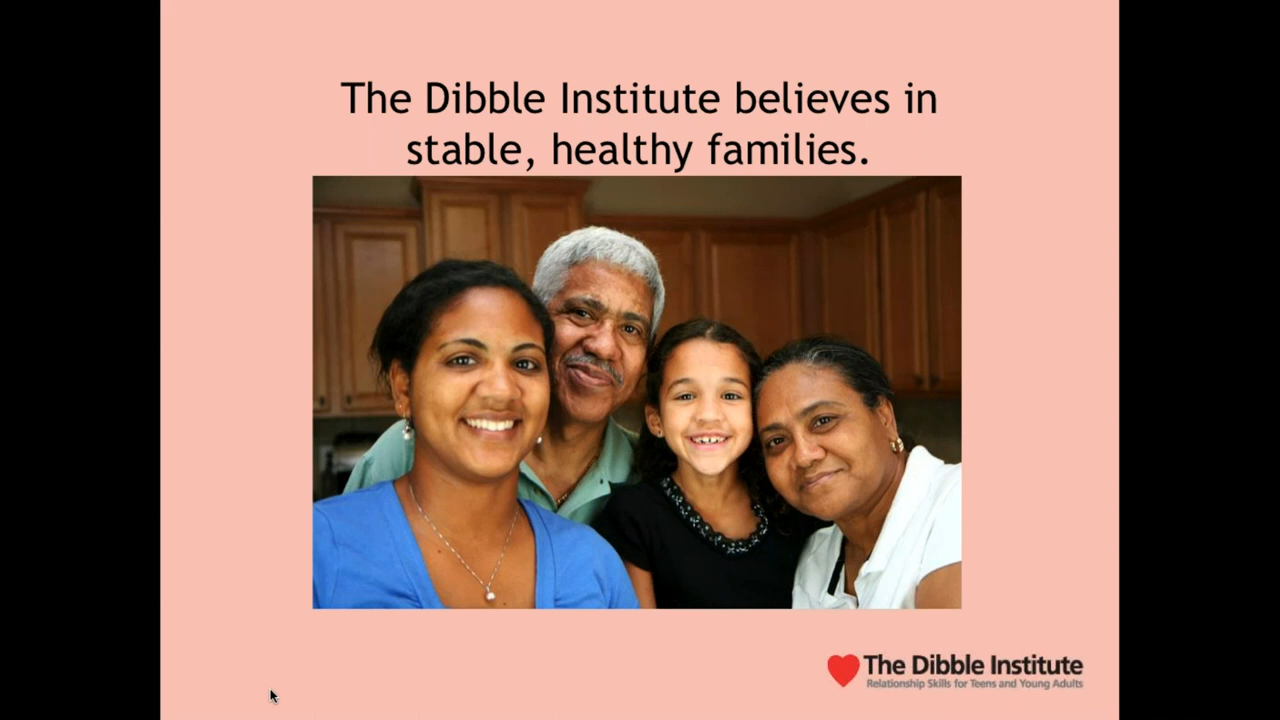 The Dibble Institute believes in
stable, healthy families.
The Dibble Institute
Relationship Skills for Teens and Young Adults